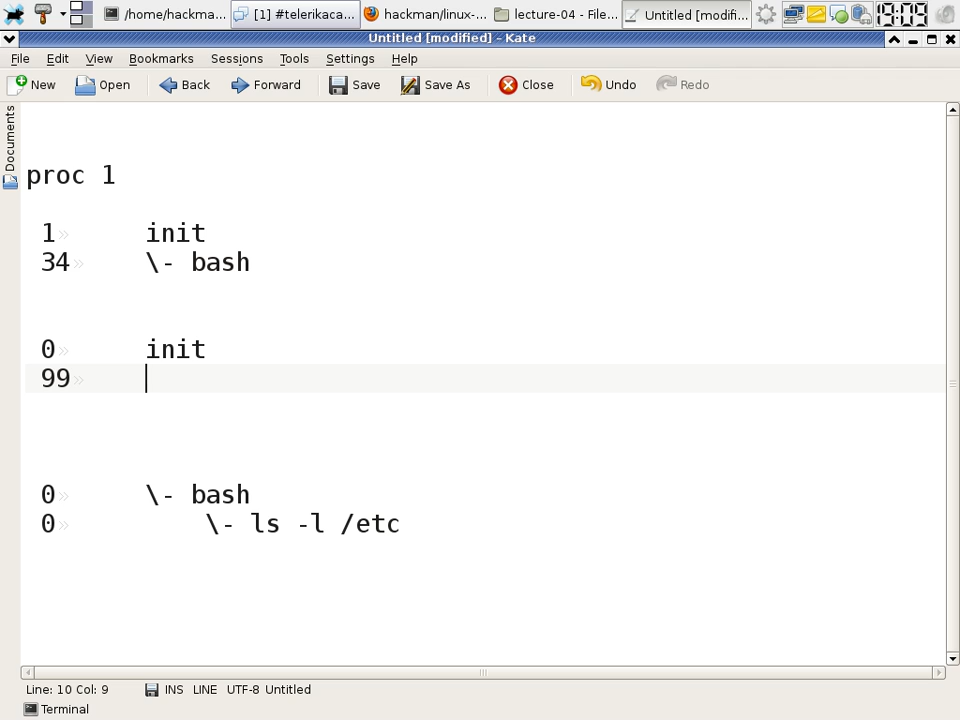 /home/hackma...
[1] #telerikaca...
hackman/linux-...
lecture-04 - File...
Untitled [modifi...
19:09
Untitled [modified] - Kate
File Edit View Bookmarks Sessions Tools Settings Help
New Open Back Forward Save Save As Close Undo Redo
Documents
proc 1
1» init
34» \- bash
0» init
99»
0» \- bash
0» \- ls -l /etc
Line: 10 Col: 9 INS LINE UTF-8 Untitled
Terminal